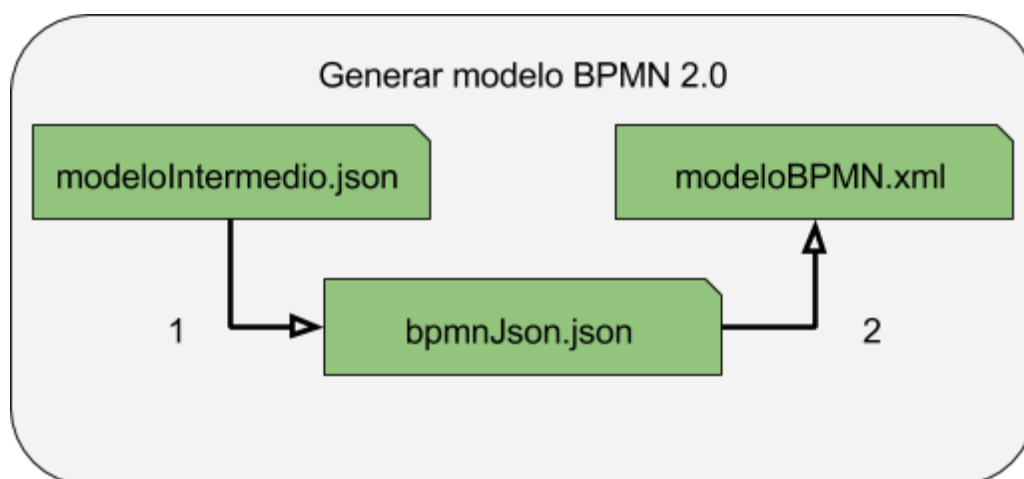 Generar modelo BPMN 2.0
modeloIntermedio.json
modeloBPMN.xml
1
bpmnJson.json
2